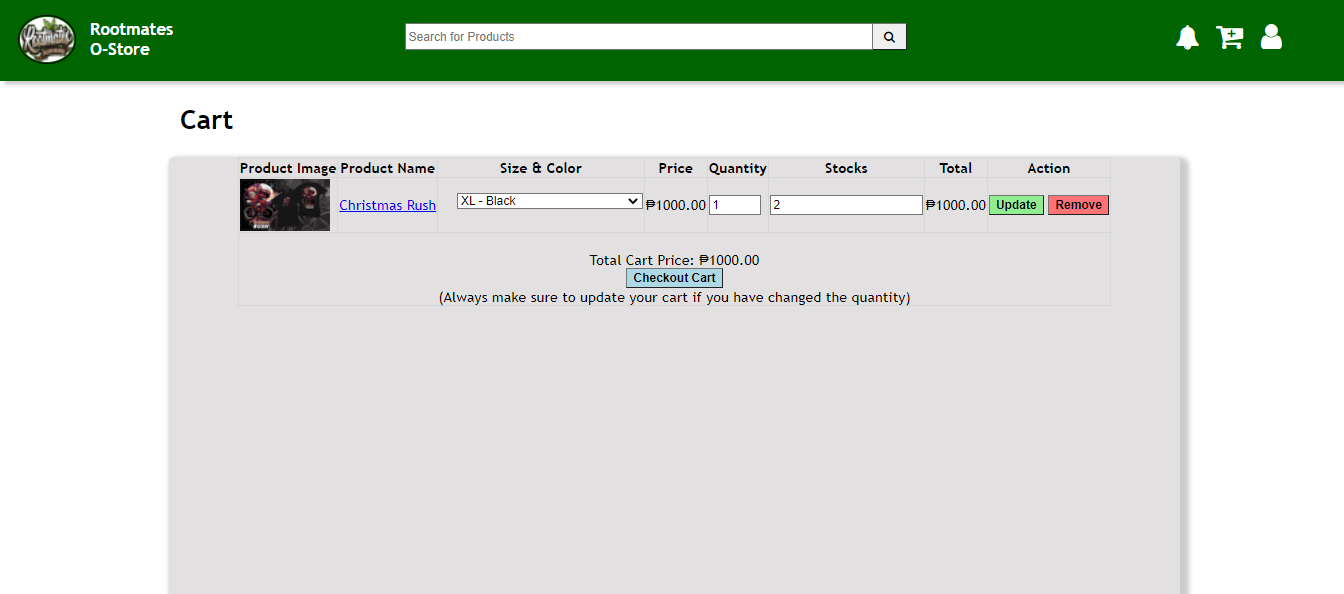 Rootmates
Rootmates
O-Store
Search for Products
Cart
Product Image Product Name Size & Color Price Quantity Stocks Total Action
RUSH
Christmas Rush XL - Black ₱1000.00 1 2 ₱1000.00 Update Remove
Total Cart Price: ₱1000.00
Checkout Cart
(Always make sure to update your cart if you have changed the quantity)